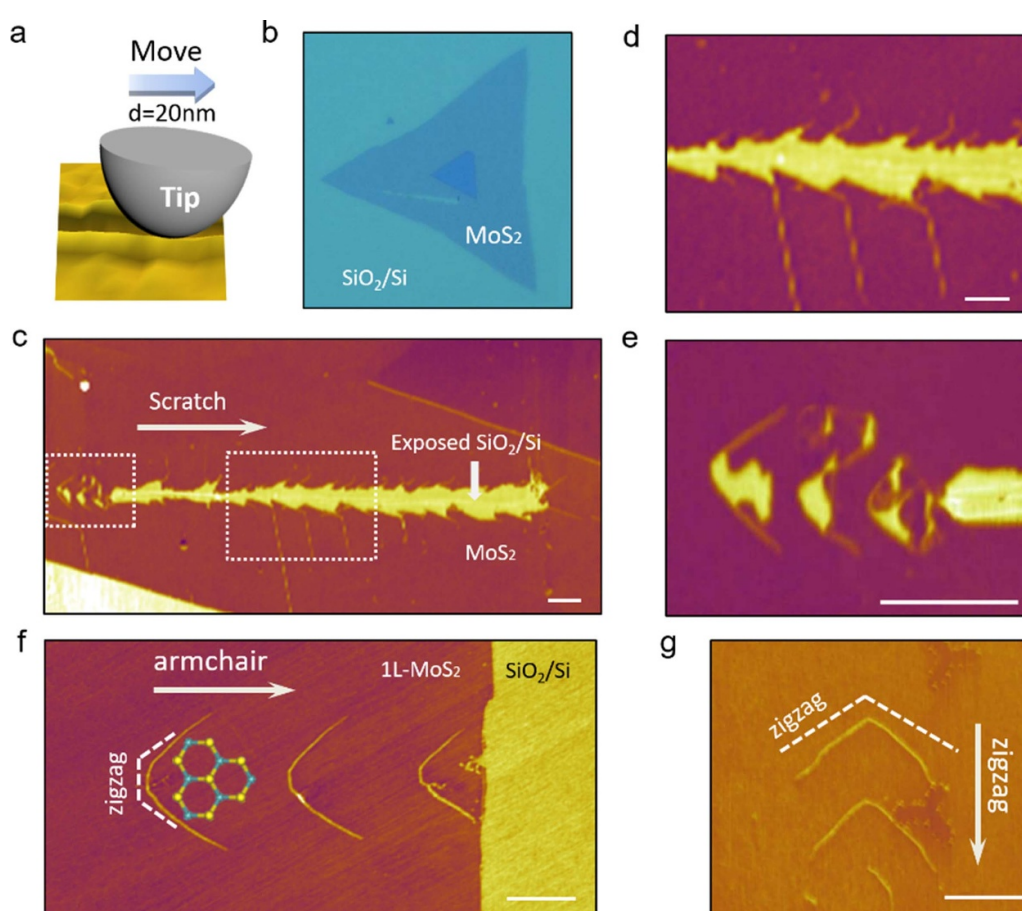 a
Move
d=20nm
Tip
b
MoS₂
SiO₂/Si
c
Scratch
Exposed SiO₂/Si
MoS₂
d
e
f
armchair
1L-MoS₂
SiO₂/Si
zigzag
g
zigzag
zigzag